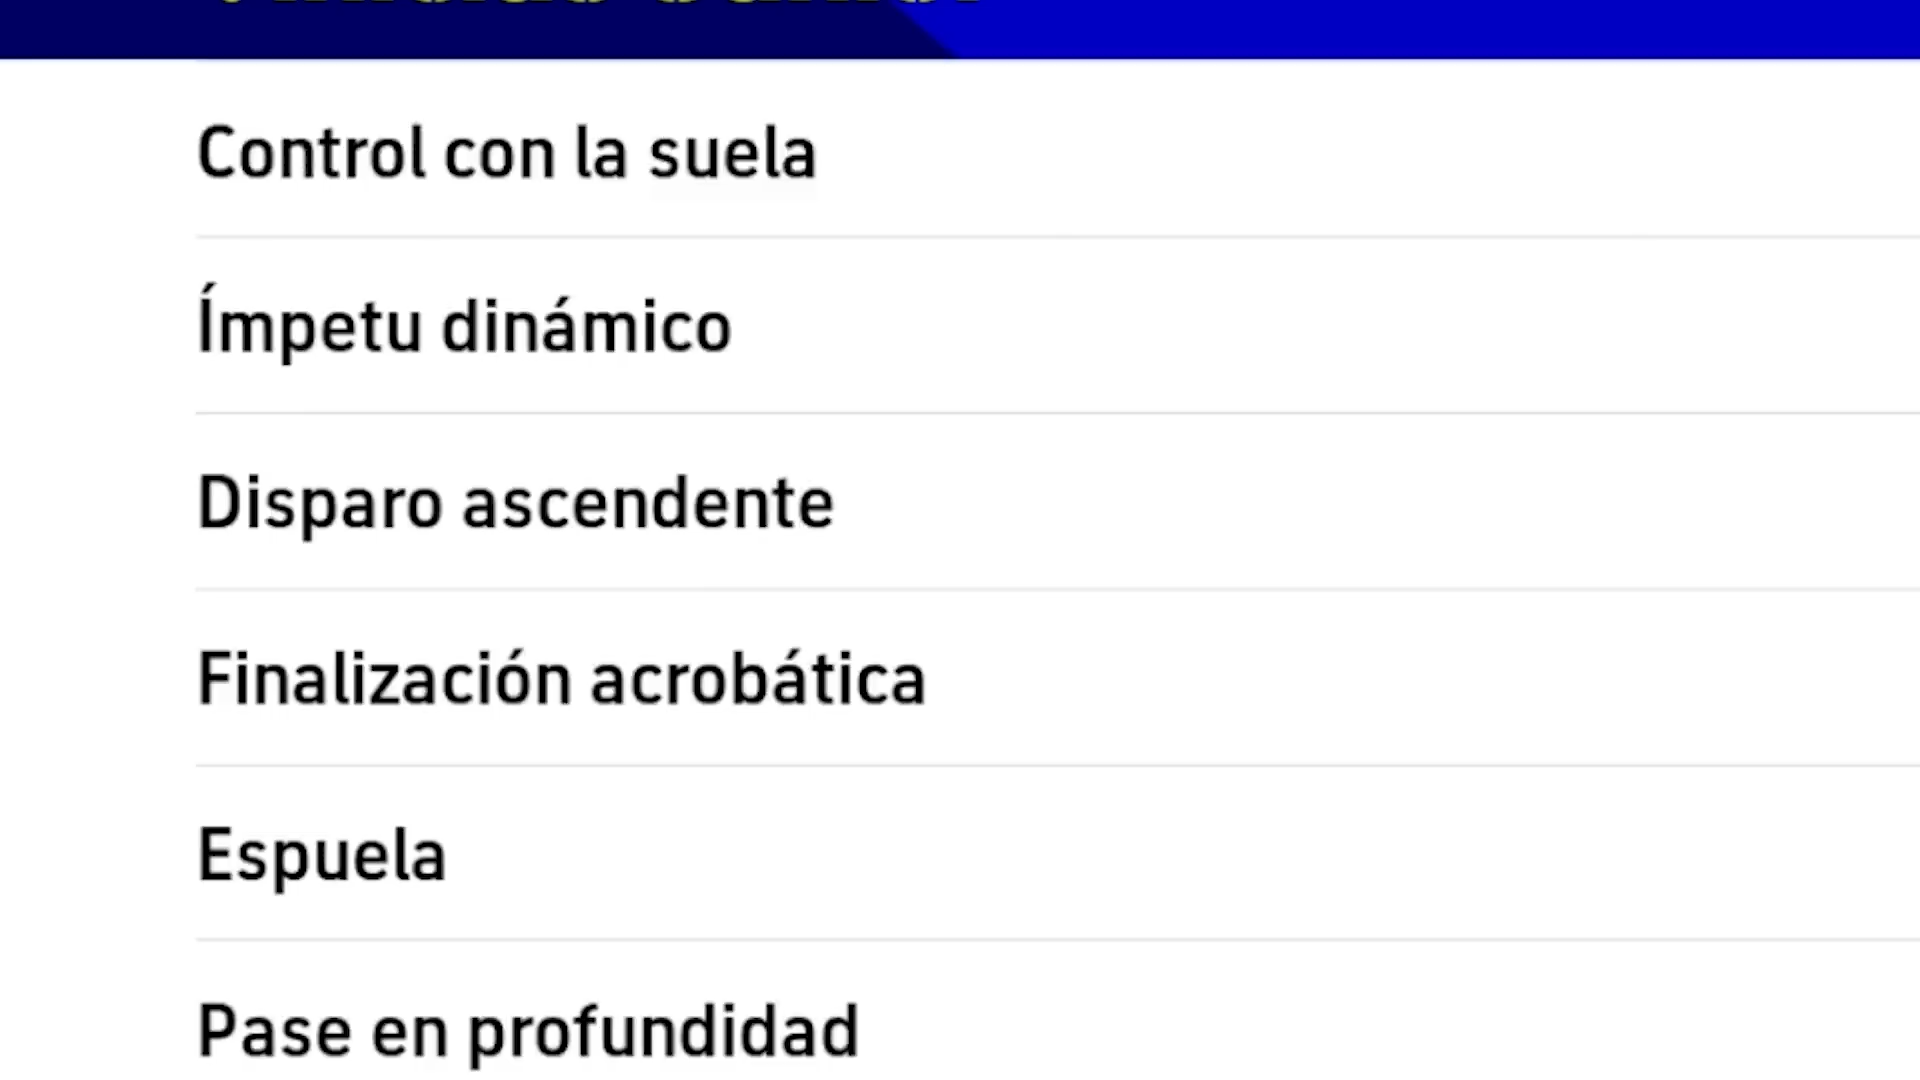 Control con la suela
Ímpetu dinámico
Disparo ascendente
Finalización acrobática
Espuela
Pase en profundidad